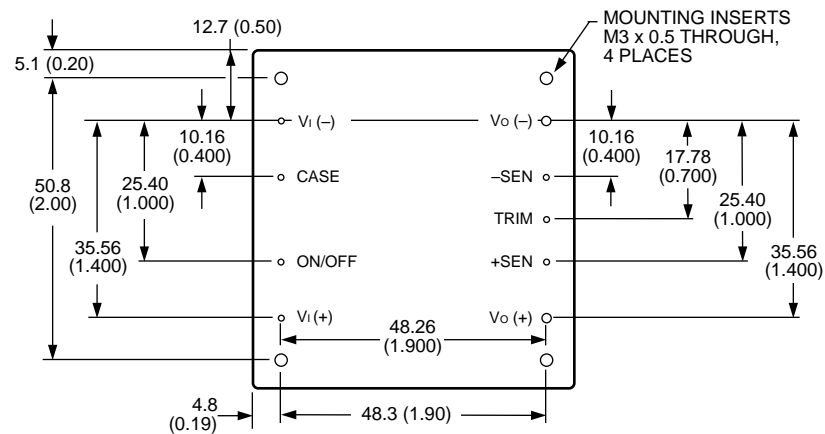 12.7 (0.50)
MOUNTING INSERTS
M3 x 0.5 THROUGH,
4 PLACES
5.1 (0.20)
VI (–)
VO (–)
10.16
(0.400)
10.16
(0.400)
17.78
(0.700)
CASE
–SEN
50.8
(2.00)
25.40
(1.000)
25.40
(1.000)
TRIM
35.56
(1.400)
35.56
(1.400)
ON/OFF
+SEN
VI (+)
VO (+)
48.26
(1.900)
4.8
(0.19)
48.3 (1.90)